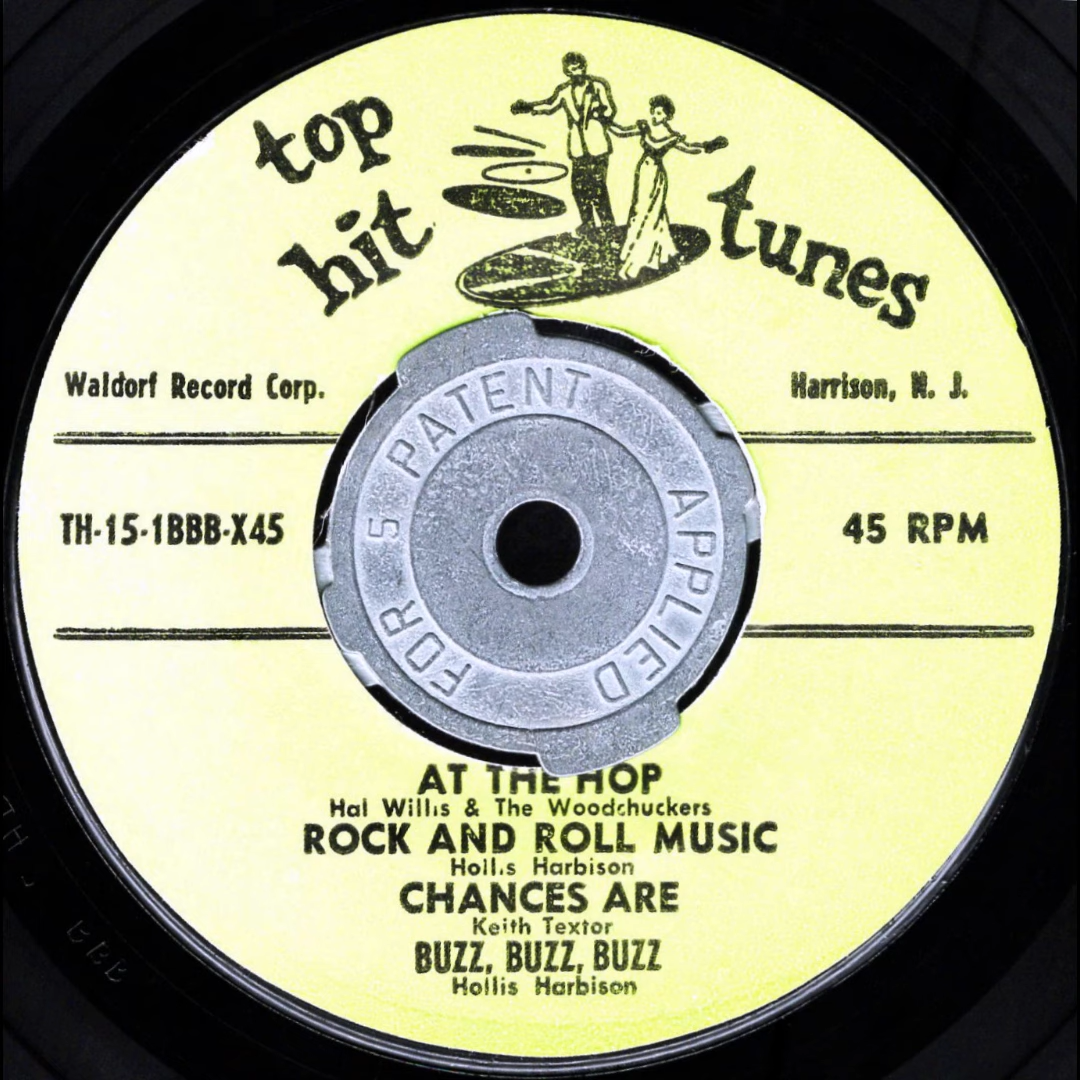 top
hit
tunes
Waldorf Record Corp.
Harrison, N. J.
TH-15-1BBB-X45
45 RPM
FOR 5 PATENT APPLIED
AT THE HOP
Hal Willis & The Woodchuckers
ROCK AND ROLL MUSIC
Hollis Harbison
CHANCES ARE
Keith Textor
BUZZ, BUZZ, BUZZ
Hollis Harbison
BBB